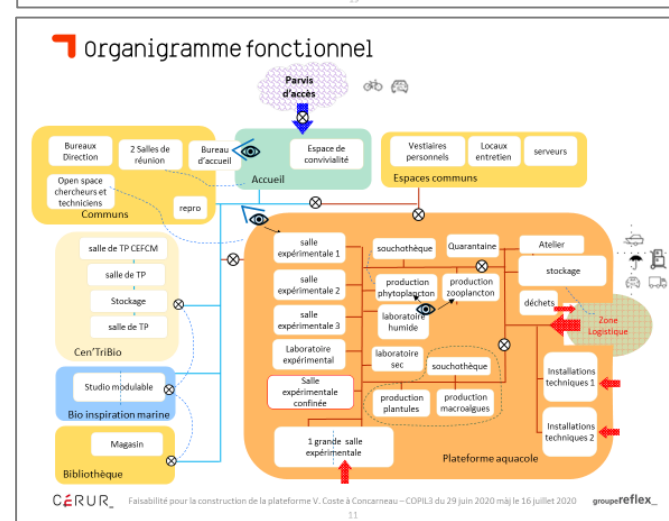 Organigramme fonctionnel
Parvis
d'accès
Bureaux
Direction
2 Salles de
réunion
Bureau
d'accueil
Espace de
convivialité
Accueil
Vestiaires
personnels
Locaux
entretien
serveurs
Espaces communs
Open space
chercheurs et
techniciens
Communs
repro
salle de TP CEFCM
salle de TP
Stockage
salle de TP
Cen'TriBio
Studio modulable
Bio inspiration marine
Magasin
Bibliothèque
salle
expérimentale 1
salle
expérimentale 2
salle
expérimentale 3
Laboratoire
expérimental
Salle
expérimentale
confinée
1 grande salle
expérimentale
souchothèque
Quarantaine
Atelier
stockage
production
phytoplancton
production
zooplancton
déchets
laboratoire
humide
Zone
Logistique
laboratoire
sec
souchothèque
production
plantules
production
macroalgues
Installations
techniques 1
Installations
techniques 2
Plateforme aquacole
CÉRUR_
Faisabilité pour la construction de la plateforme V. Coste à Concarneau – COPIL3 du 29 juin 2020 màj le 16 juillet 2020
groupereflex_
11